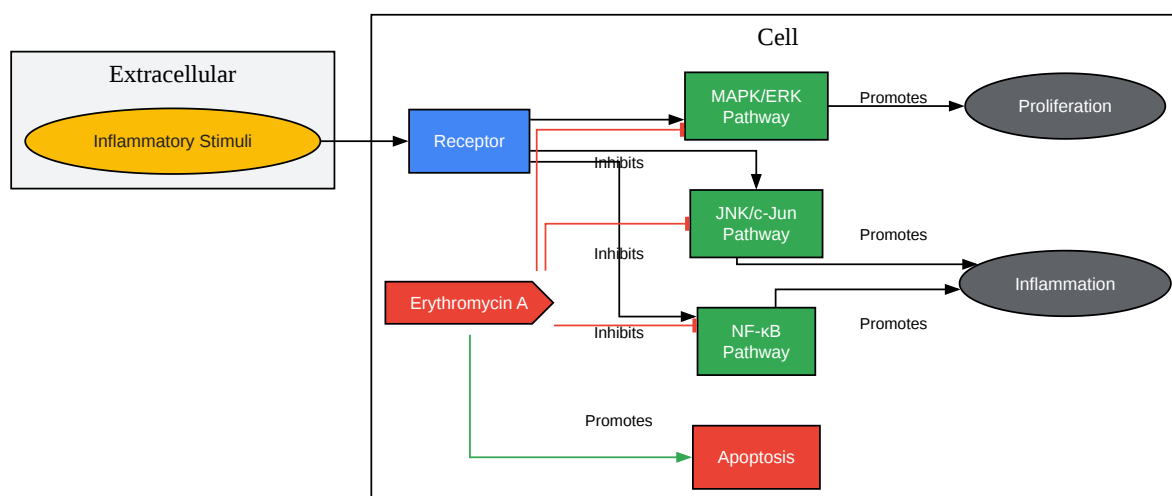 Cell
Extracellular
Inflammatory Stimuli
Receptor
MAPK/ERK
Pathway
Promotes
Proliferation
Inhibits
JNK/c-Jun
Pathway
Promotes
Inhibits
Inflammation
Erythromycin A
Inhibits
NF-κB
Pathway
Promotes
Promotes
Apoptosis